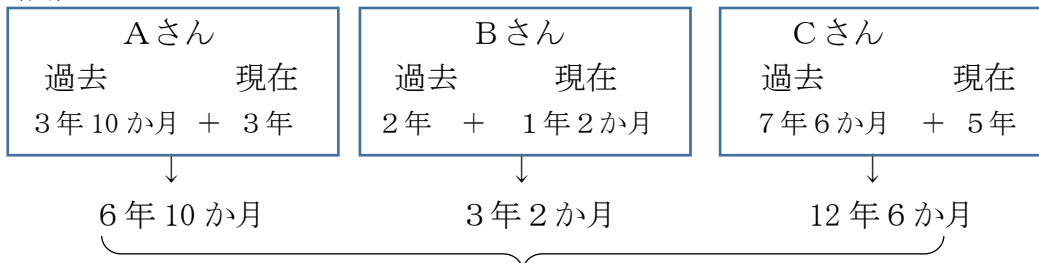 Aさん Bさん Cさん
過去 現在 過去 現在 過去 現在
3年10か月 + 3年 2年 + 1年2か月 7年6か月 + 5年
↓ ↓ ↓
6年10か月 3年2か月 12年6か月